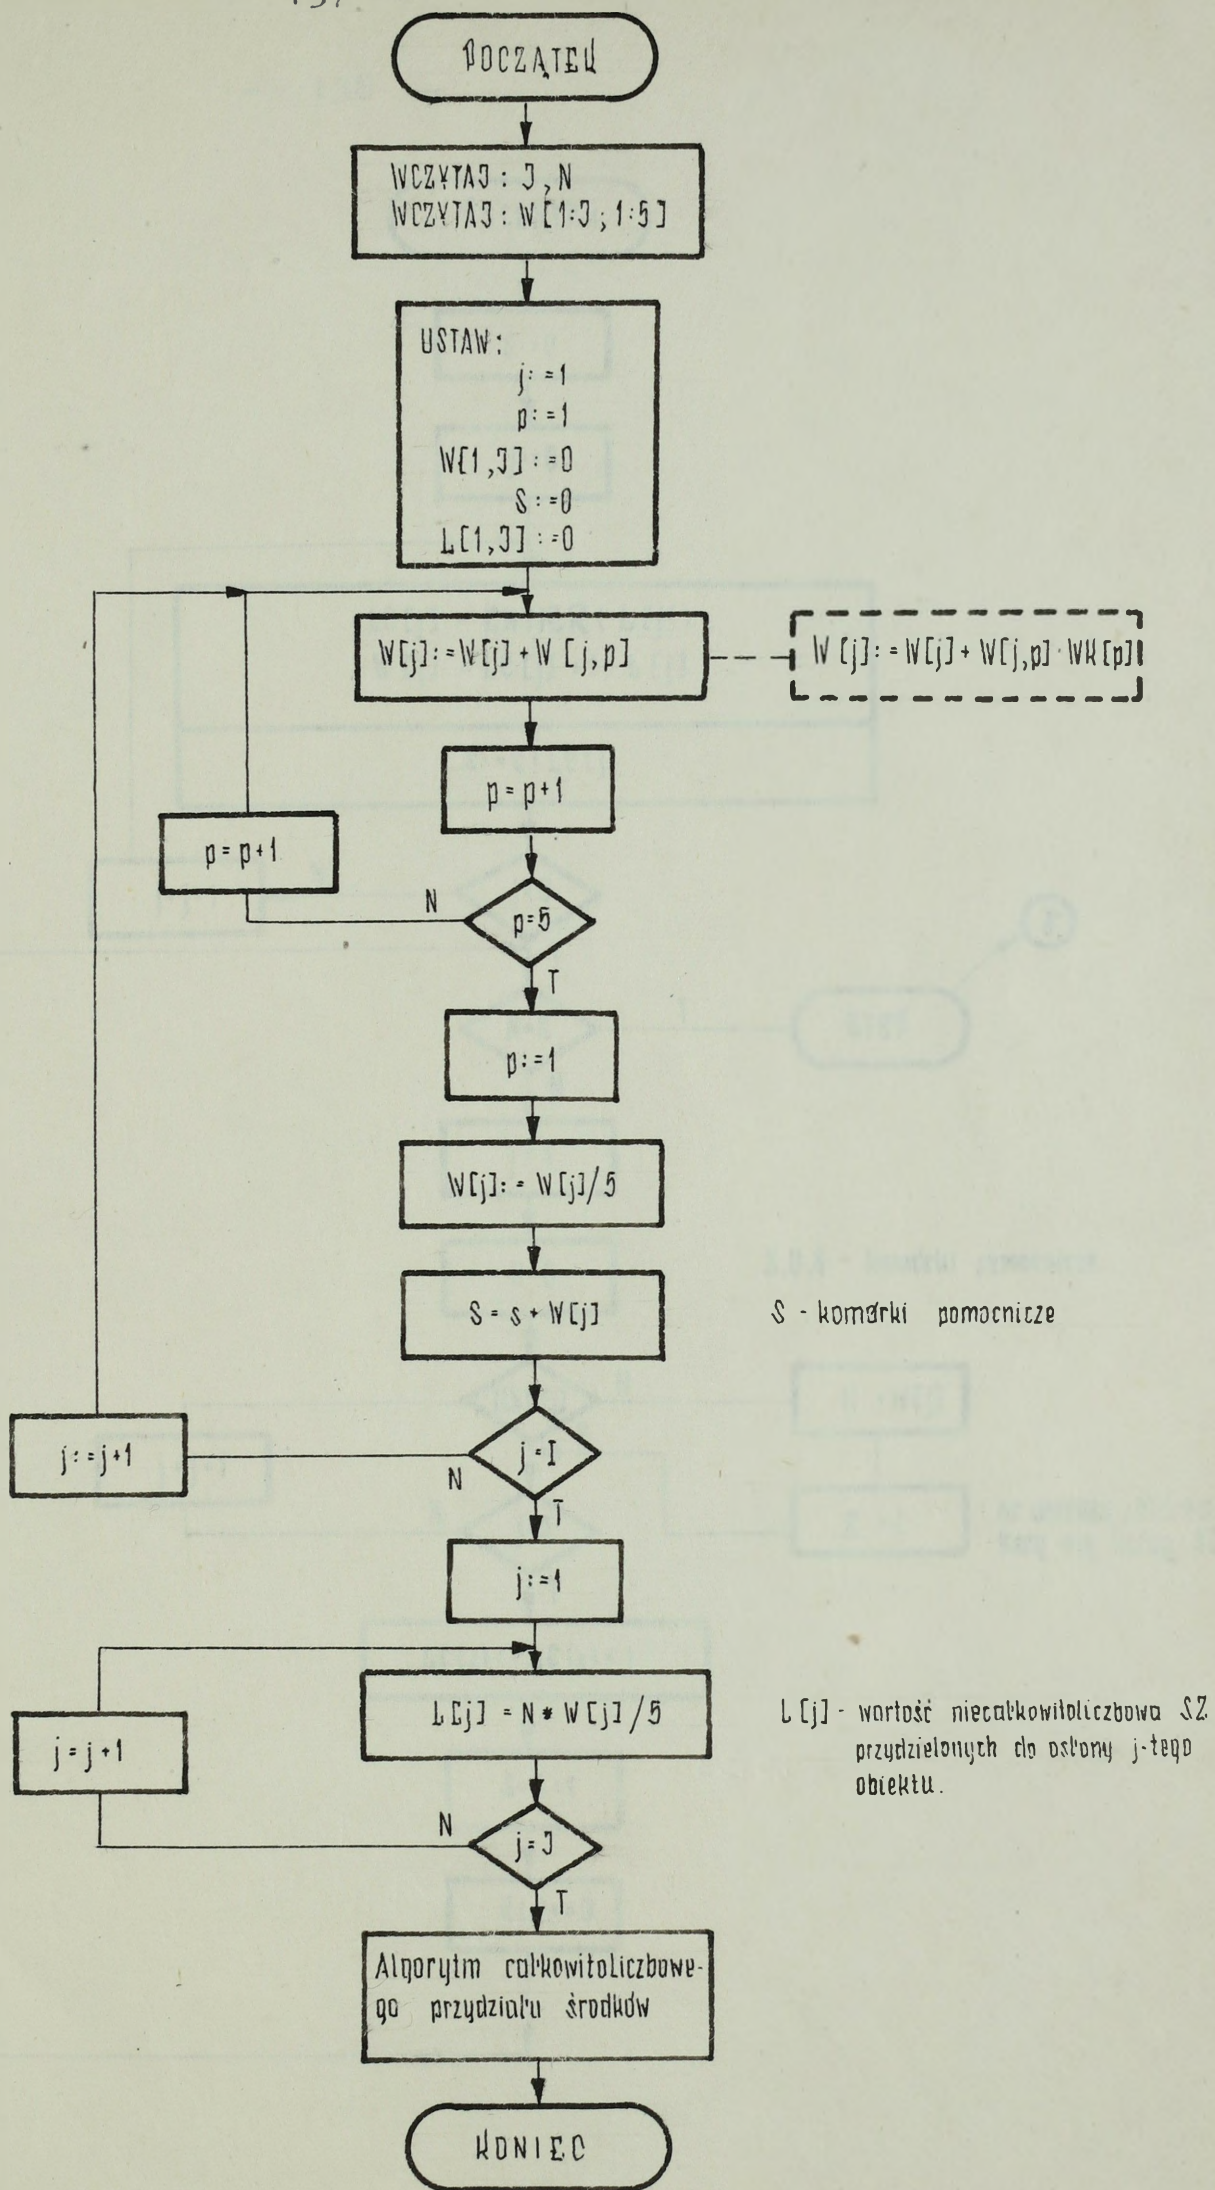 POCZĄTEK
WCZYTAJ: J, N
WCZYTAJ: W [1:J ; 1:5]
USTAW:
j:=1
p:=1
W[1,J]:=0
S:=0
L[1,J]:=0
W[j]:=W[j] + W [j,p]
W [j]:=W[j] + W[j,p] · WK[p]
p=p+1
p=p+1
N
p=5
T
p:=1
W[j]:= W[j]/5
S=s+W[j]
S - komórki pomocnicze
j:=j+1
N
j=I
T
j:=1
L[j] = N * W[j] / 5
L [j] - wartość niecałkowitoliczbowa SZ
przydzielonych do osłony j-tego
obiektu.
j=j+1
N
j=J
T
Algorytm całkowitoliczbowe-
go przydziału środków
KONIEC